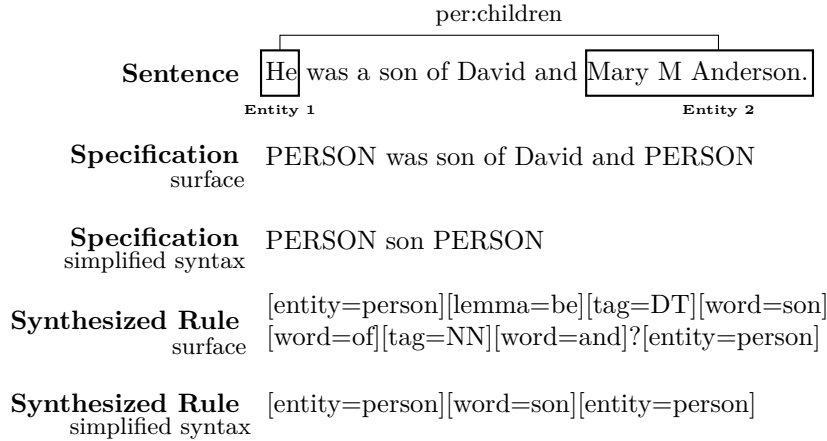 per:children
Sentence He was a son of David and Mary M Anderson.
Entity 1 Entity 2
Specification PERSON was son of David and PERSON
surface
Specification PERSON son PERSON
simplified syntax
[entity=person][lemma=be][tag=DT][word=son]
Synthesized Rule
[word=of][tag=NN][word=and]?[entity=person]
surface
Synthesized Rule [entity=person][word=son][entity=person]
simplified syntax